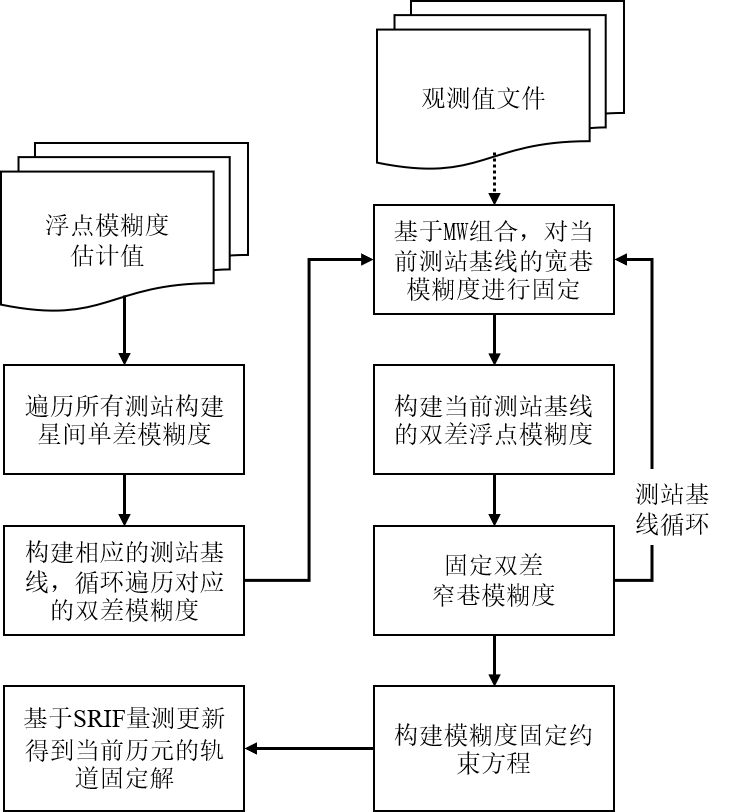 观测值文件
浮点模糊度
估计值
遍历所有测站构建
星间单差模糊度
构建相应的测站基
线，循环遍历对应
的双差模糊度
基于MW组合，对当
前测站基线的宽巷
模糊度进行固定
构建当前测站基线
的双差浮点模糊度
固定双差
窄巷模糊度
测站基
线循环
构建模糊度固定约
束方程
基于SRIF量测更新
得到当前历元的轨
道固定解